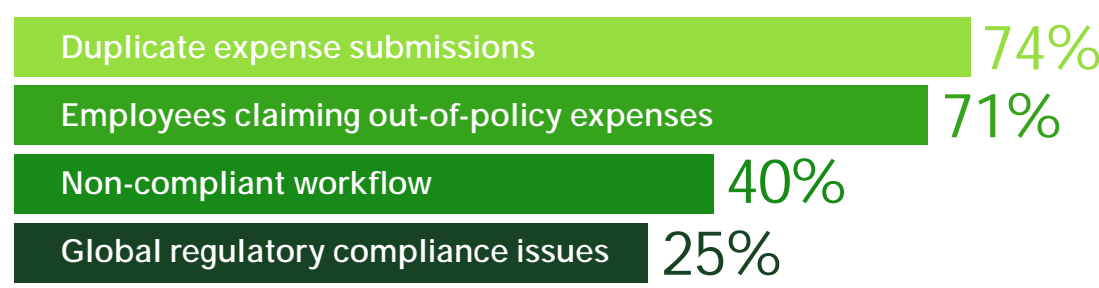 Duplicate expense submissions 74%
Employees claiming out-of-policy expenses 71%
Non-compliant workflow 40%
Global regulatory compliance issues 25%